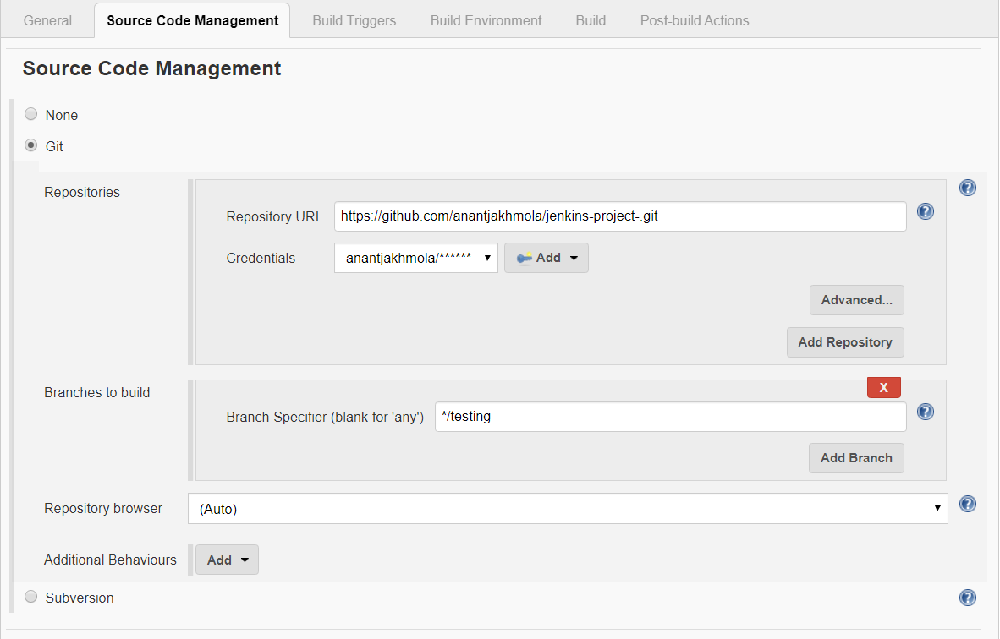 General Source Code Management Build Triggers Build Environment Build Post-build Actions
Source Code Management
None
Git
Repositories
Repository URL https://github.com/anantjakhmola/jenkins-project-.git
Credentials anantjakhmola/****** Add
Advanced...
Add Repository
Branches to build
X
Branch Specifier (blank for 'any') */testing
Add Branch
Repository browser (Auto)
Additional Behaviours Add
Subversion